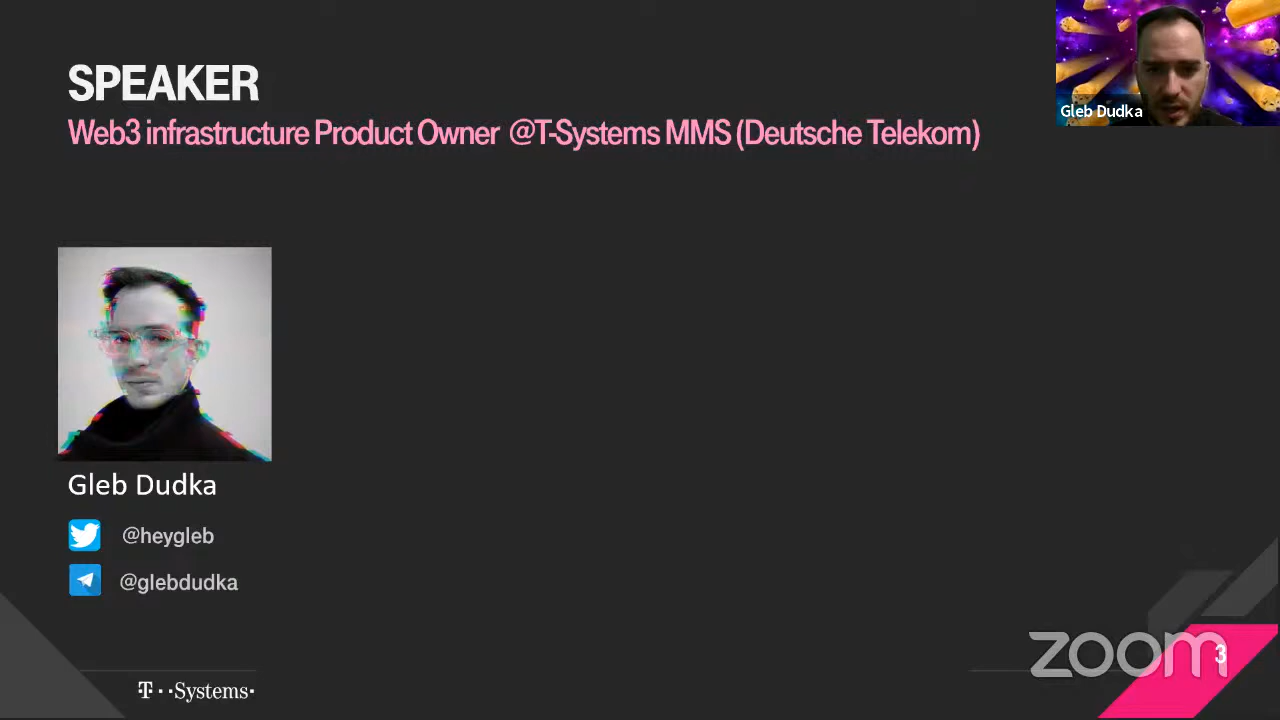 SPEAKER
Web3 infrastructure Product Owner @T-Systems MMS (Deutsche Telekom)
Gleb Dudka
Gleb Dudka
@heygleb
@glebdudka
T··Systems·
zoom
3